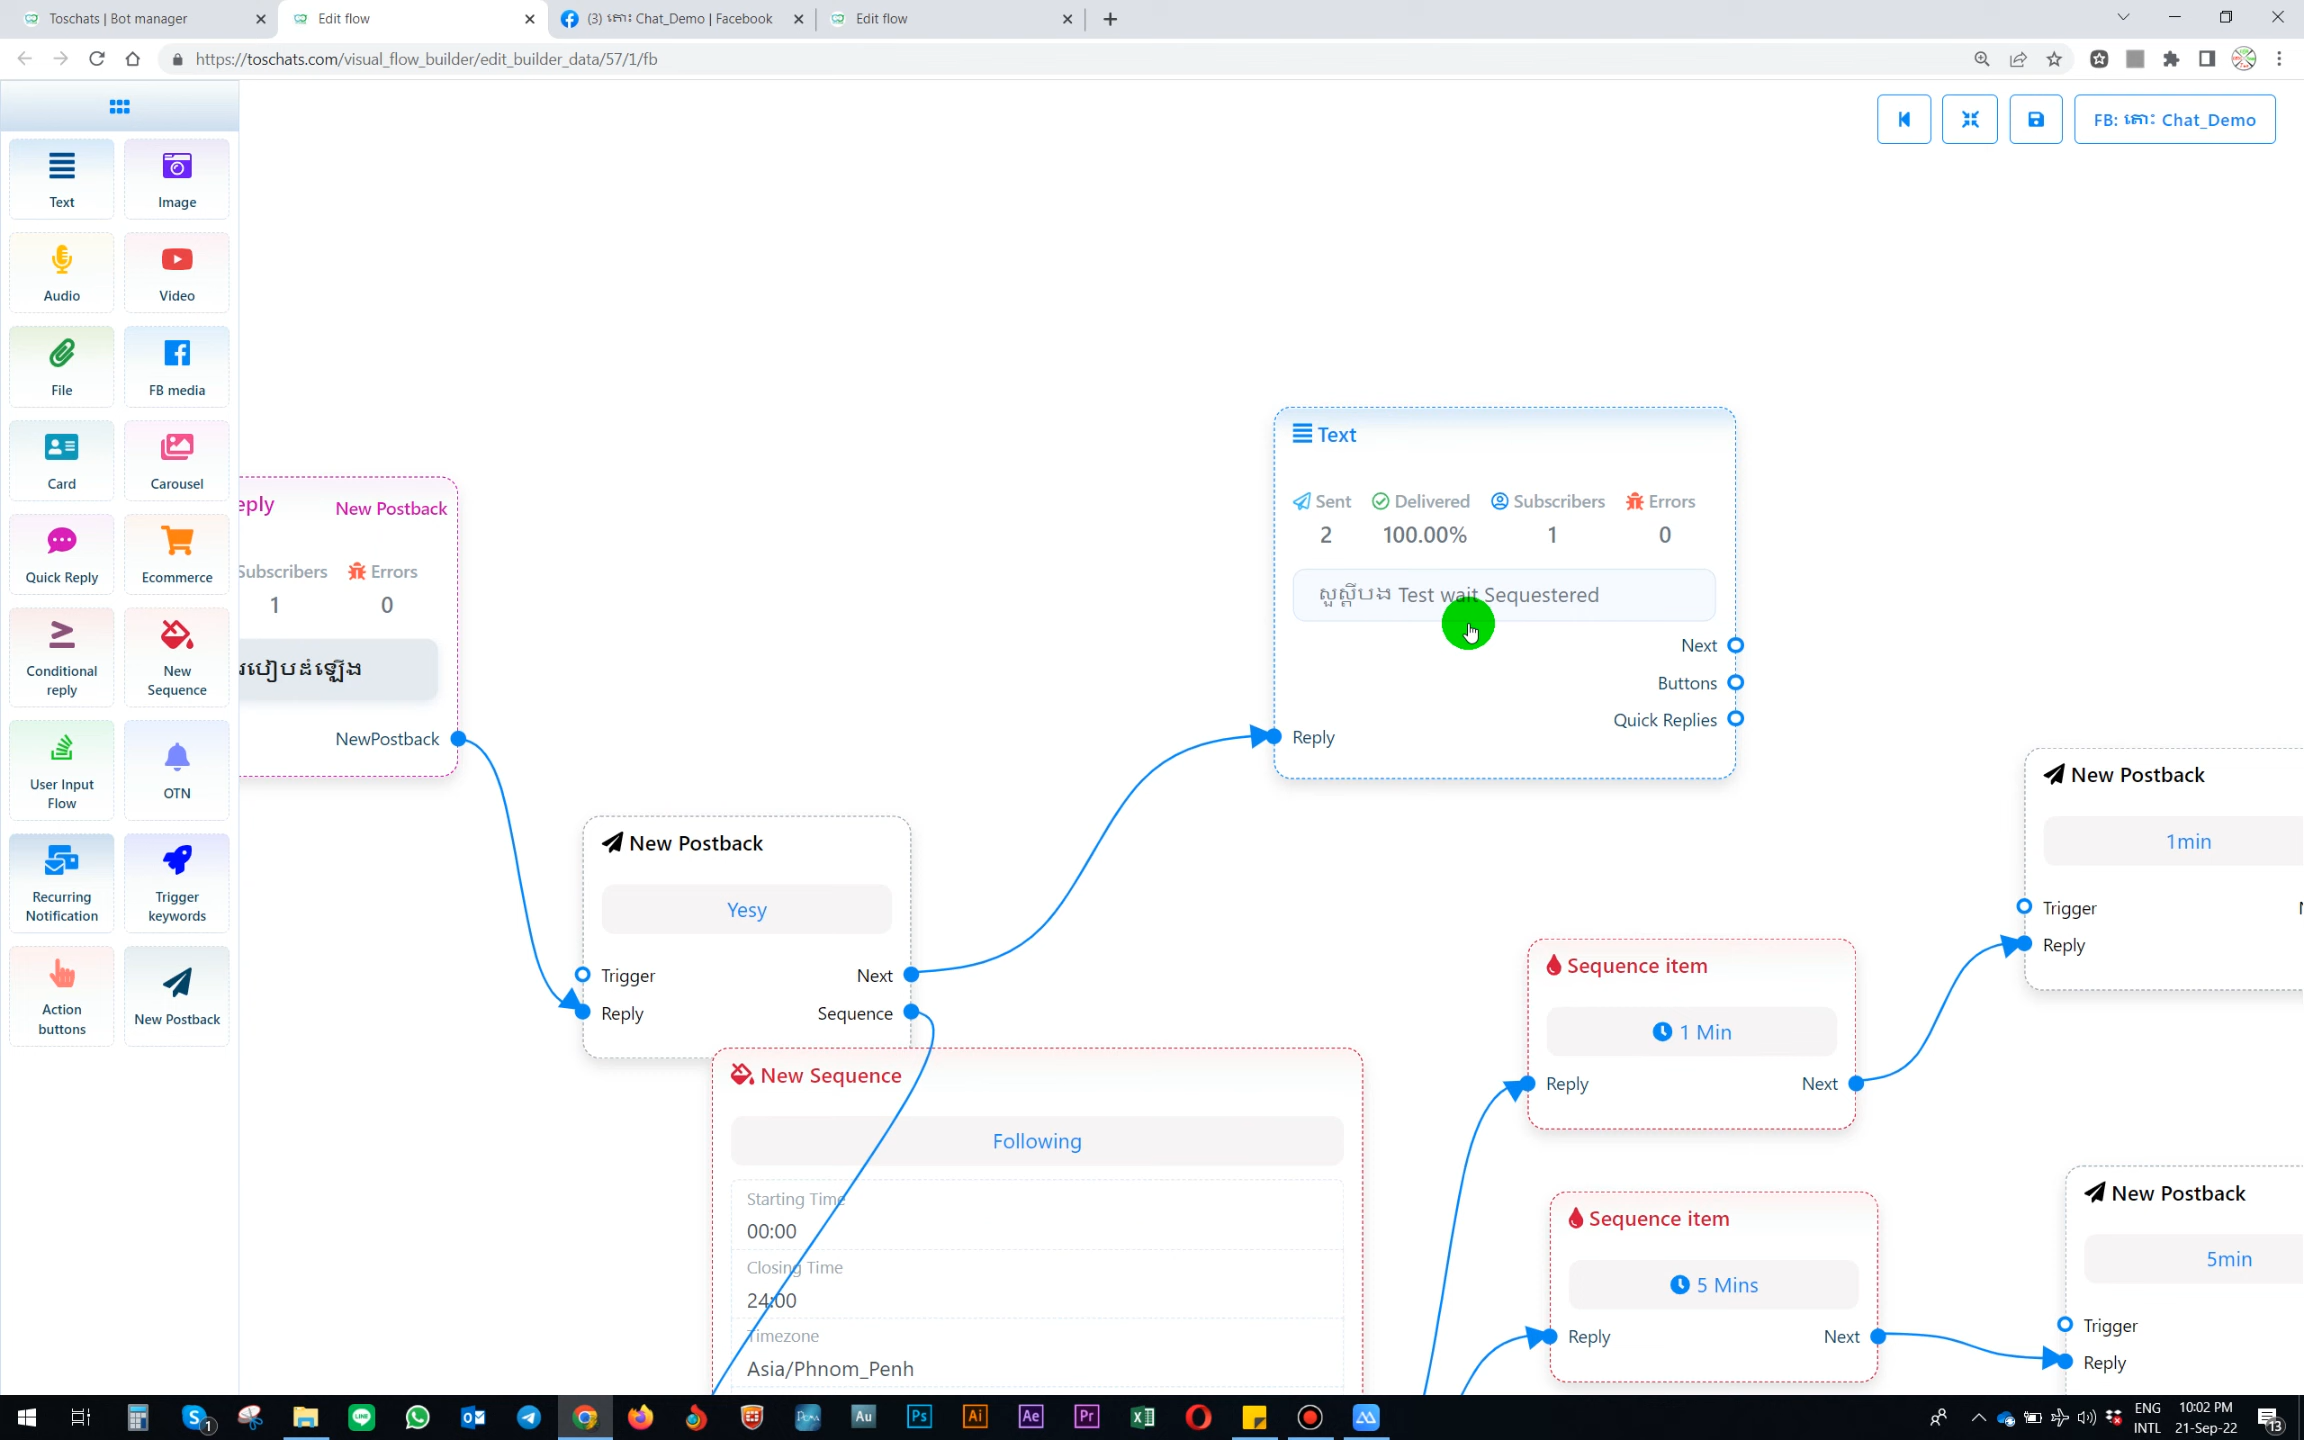 Toschats | Bot manager
Edit flow
(3) តោះ Chat_Demo | Facebook
Edit flow
https://toschats.com/visual_flow_builder/edit_builder_data/57/1/fb
FB: តោះ Chat_Demo
Text
Image
Audio
Video
File
FB media
Card
Carousel
Quick Reply
Ecommerce
Conditional
reply
New
Sequence
User Input
Flow
OTN
Recurring
Notification
Trigger
keywords
Action
buttons
New Postback
eply
New Postback
Subscribers
Errors
1
0
របៀបដំឡើង
NewPostback
Text
Sent
Delivered
Subscribers
Errors
2
100.00%
1
0
សួស្តីបង Test wait Sequestered
Next
Buttons
Quick Replies
Reply
New Postback
Yesy
Trigger
Next
Reply
Sequence
New Sequence
Following
Starting Time
00:00
Closing Time
24:00
Timezone
Asia/Phnom_Penh
Sequence item
1 Min
Reply
Next
Sequence item
5 Mins
Reply
Next
New Postback
1min
Trigger
Reply
New Postback
5min
Trigger
Reply
1
ENG
INTL
10:02 PM
21-Sep-22
13